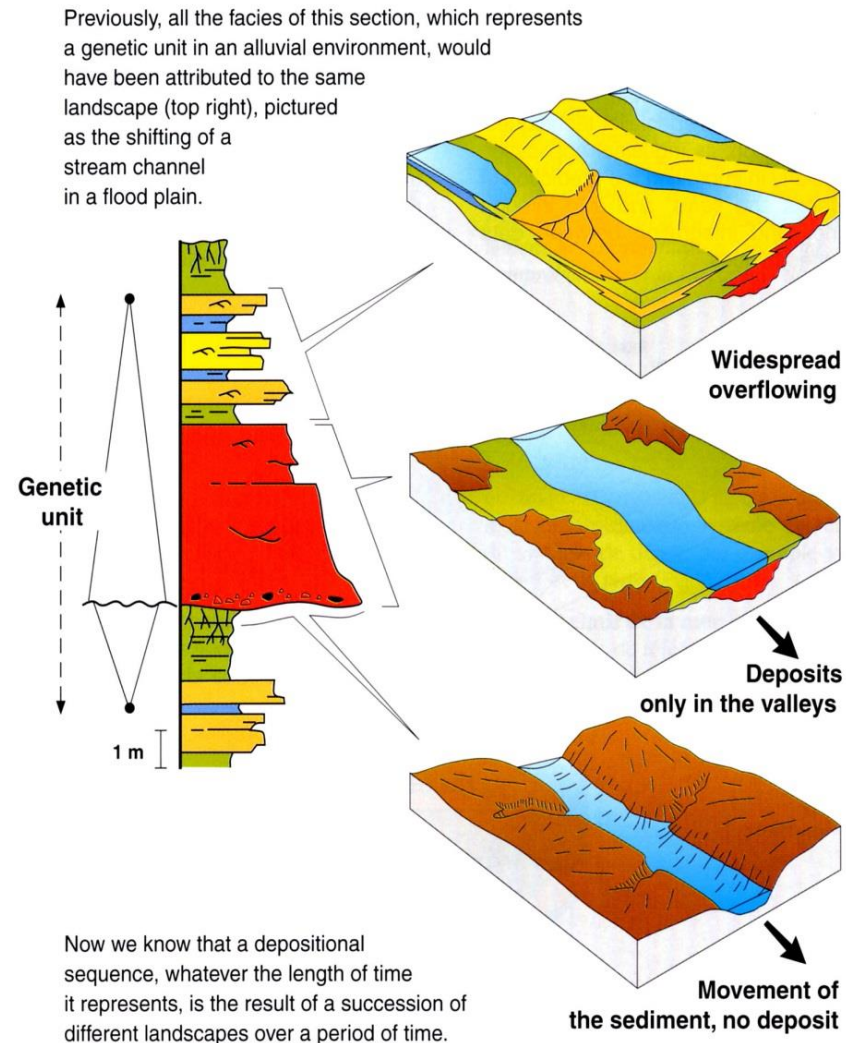 Previously, all the facies of this section, which represents
a genetic unit in an alluvial environment, would
have been attributed to the same
landscape (top right), pictured
as the shifting of a
stream channel
in a flood plain.
Widespread
overflowing
Genetic
unit
Deposits
only in the valleys
1 m
Now we know that a depositional
sequence, whatever the length of time
it represents, is the result of a succession of
different landscapes over a period of time.
Movement of
the sediment, no deposit